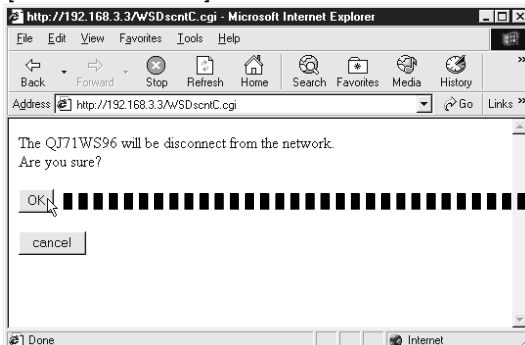 http://192.168.3.3/WSDscntC.cgi - Microsoft Internet Explorer
File Edit View Favorites Tools Help
Back Forward Stop Refresh Home Search Favorites Media History »
Address http://192.168.3.3/WSDscntC.cgi Go Links »
The QJ71WS96 will be disconnect from the network.
Are you sure?
OK
cancel
Done Internet